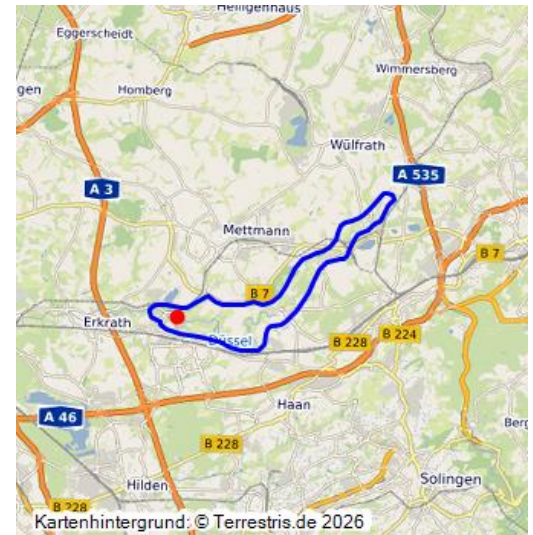 Heiligenhaus
Eggerscheidt
Wimmersberg
Homberg
gen
Wülfrath
A 535
A 3
Mettmann
B 7
B 7
Erkrath
Düssel
B 228
B 224
Haan
A 46
B 228
Berg
Solingen
Hilden
B 228
Kartenhintergrund: © Terrestris.de 2026